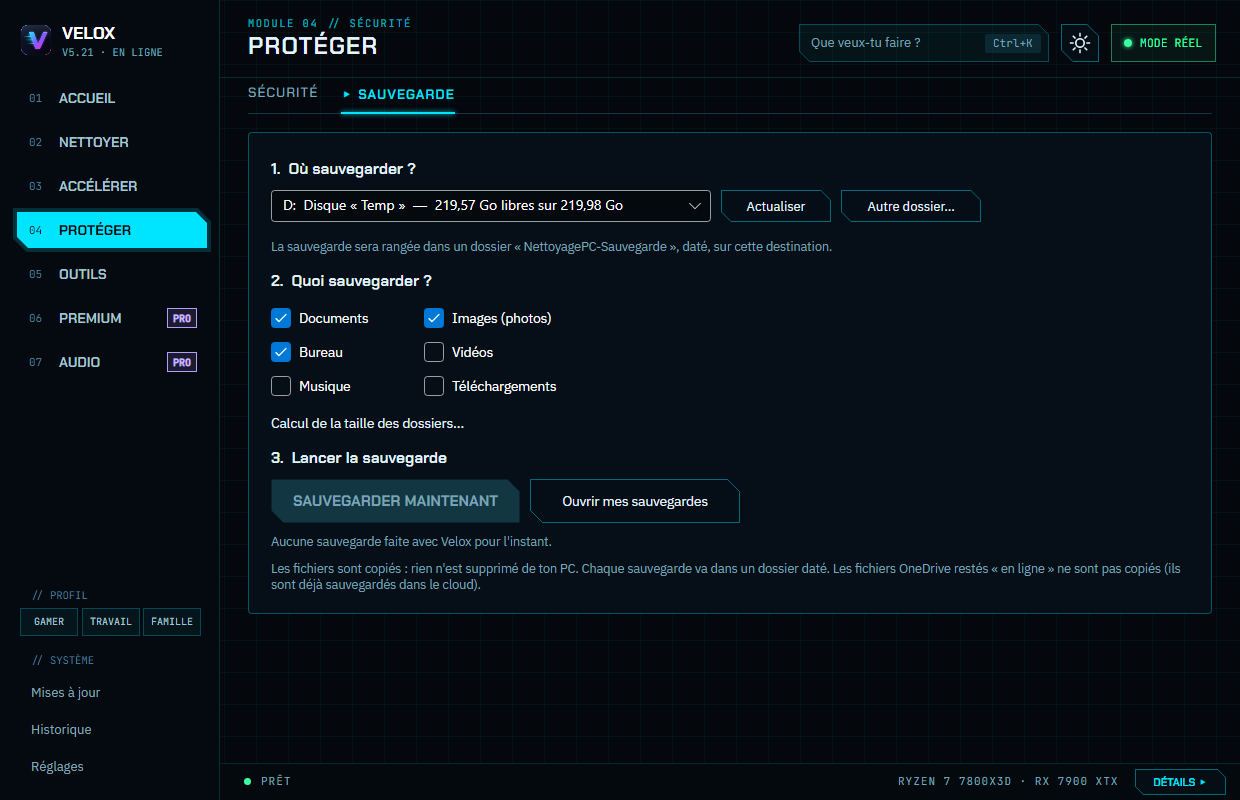 VELOX
V5.21 · EN LIGNE
01 ACCUEIL
02 NETTOYER
03 ACCÉLÉRER
04 PROTÉGER
05 OUTILS
06 PREMIUM PRO
07 AUDIO PRO
// PROFIL
GAMER TRAVAIL FAMILLE
// SYSTÈME
Mises à jour
Historique
Réglages
MODULE 04 // SÉCURITÉ
PROTÉGER
Que veux-tu faire ? Ctrl+K
MODE RÉEL
SÉCURITÉ ▸ SAUVEGARDE
1. Où sauvegarder ?
D: Disque « Temp » — 219,57 Go libres sur 219,98 Go
Actualiser
Autre dossier...
La sauvegarde sera rangée dans un dossier « NettoyagePC-Sauvegarde », daté, sur cette destination.
2. Quoi sauvegarder ?
Documents Images (photos)
Bureau Vidéos
Musique Téléchargements
Calcul de la taille des dossiers...
3. Lancer la sauvegarde
SAUVEGARDER MAINTENANT
Ouvrir mes sauvegardes
Aucune sauvegarde faite avec Velox pour l'instant.
Les fichiers sont copiés : rien n'est supprimé de ton PC. Chaque sauvegarde va dans un dossier daté. Les fichiers OneDrive restés « en ligne » ne sont pas copiés (ils
sont déjà sauvegardés dans le cloud).
PRÊT
RYZEN 7 7800X3D · RX 7900 XTX
DÉTAILS ▸